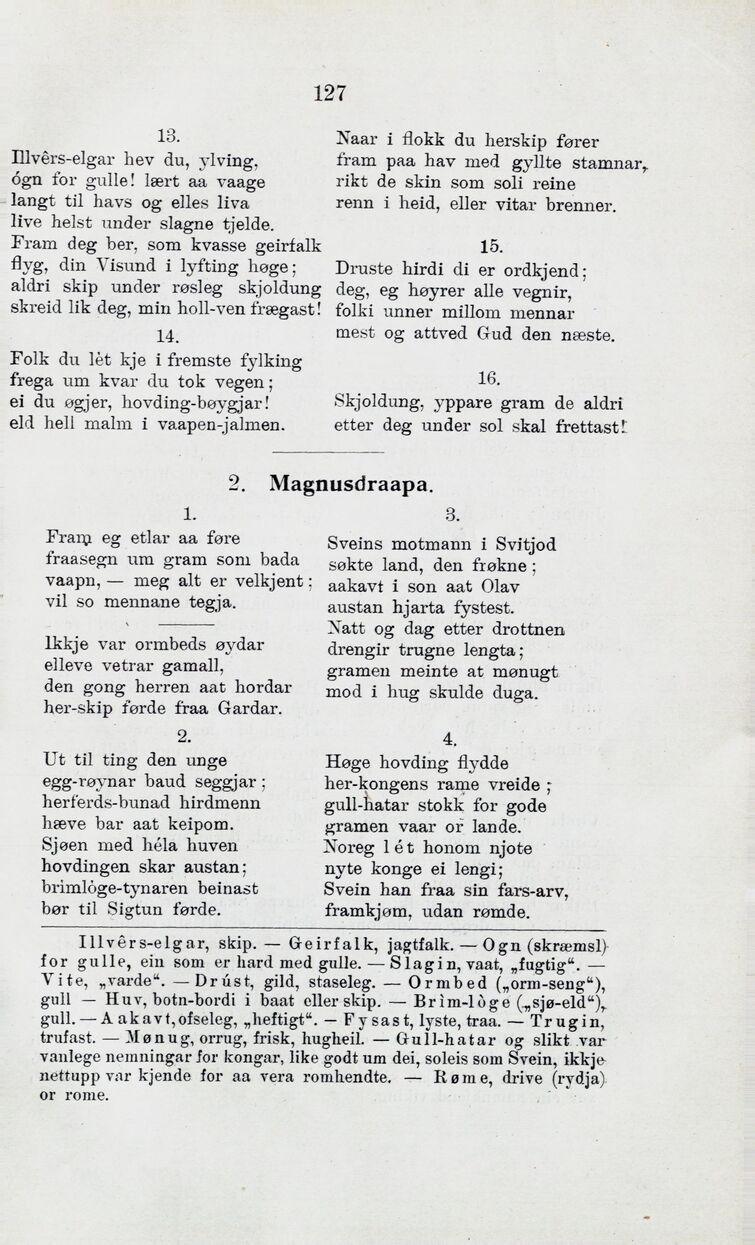 127
13.
Illvêrs-elgar hev du, ylving,
ógn for gulle! lært aa vaage
langt til havs og elles liva
live helst under slagne tjelde.
Fram deg ber, som kvasse geirfalk
flyg, din Visund i lyfting høge;
aldri skip under røsleg skjoldung
skreid lik deg, min holl-ven frægast!
14.
Folk du lèt kje i fremste fylking
frega um kvar du tok vegen;
ei du øgjer, hovding-bøygjar!
eld hell malm i vaapen-jalmen.
Naar i flokk du herskip fører
fram paa hav med gyllte stamnar,
rikt de skin som soli reine
renn i heid, eller vitar brenner.
15.
Druste hirdi di er ordkjend;
deg, eg høyrer alle vegnir,
folki unner millom mennar
mest og attved Gud den næste.
16.
Skjoldung, yppare gram de aldri
etter deg under sol skal frettast!
2. Magnusdraapa.
1.
Fram eg etlar aa føre
fraasegn um gram som bada
vaapn, — meg alt er velkjent;
vil so mennane tegja.
Ikkje var ormbeds øydar
elleve vetrar gamall,
den gong herren aat hordar
her-skip førde fraa Gardar.
2.
Ut til ting den unge
egg-røynar baud seggjar;
herferds-bunad hirdmenn
hæve bar aat keipom.
Sjøen med héla huven
hovdingen skar austan;
brimlòge-tynaren beinast
bør til Sigtun førde.
3.
Sveins motmann i Svitjod
søkte land, den frøkne;
aakavt i son aat Olav
austan hjarta fystest.
Natt og dag etter drottnen
drengir trugne lengta;
gramen meinte at mønugt
mod i hug skulde duga.
4.
Høge hovding flydde
her-kongens rame vreide;
gull-hatar stokk for gode
gramen vaar or lande.
Noreg lét honom njote
nyte konge ei lengi;
Svein han fraa sin fars-arv,
framkjøm, udan rømde.
Illvêrs-elgar, skip. — Geirfalk, jagtfalk. — Ogn (skræmsl)
for gulle, ein som er hard med gulle. — Slagin, vaat, „fugtig“. —
Vite, „varde“. — Drúst, gild, staseleg. — Ormbed („orm-seng“),
gull — Huv, botn-bordi i baat eller skip. — Brìm-lòge („sjø-eld“),
gull. — Aakavt, ofseleg, „heftigt“. — Fysast, lyste, traa. — Trugin,
trufast. — Mønug, orrug, frisk, hugheil. — Gull-hatar og slikt var
vanlege nemningar for kongar, like godt um dei, soleis som Svein, ikkje
nettupp var kjende for aa vera romhendte. — Røme, drive (rydja)
or rome.